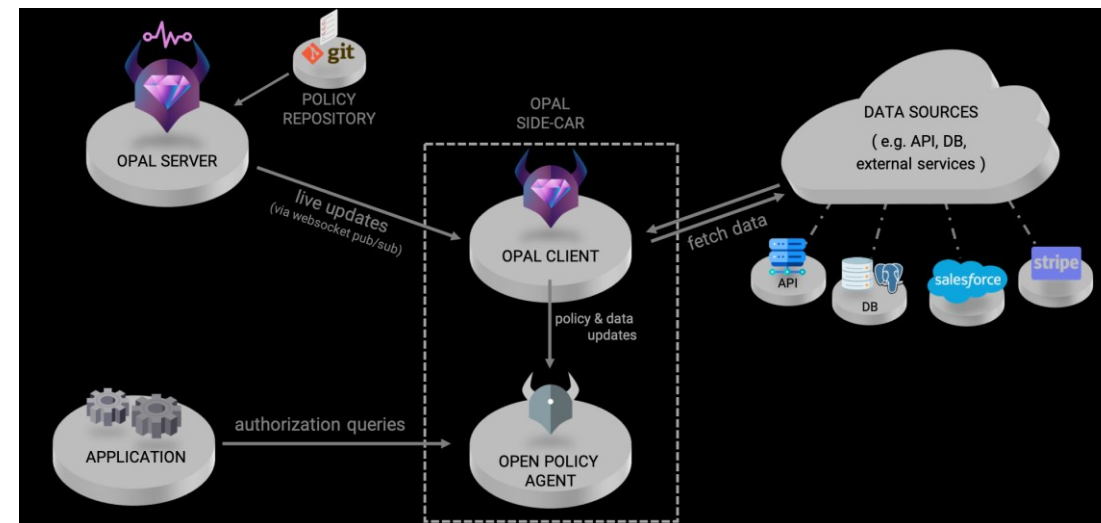 git
POLICY
REPOSITORY
OPAL SERVER
OPAL
SIDE-CAR
DATA SOURCES
( e.g. API, DB,
external services )
live updates
(via websocket pub/sub)
OPAL CLIENT
fetch data
API
DB
salesforce
stripe
policy & data
updates
APPLICATION
authorization queries
OPEN POLICY
AGENT